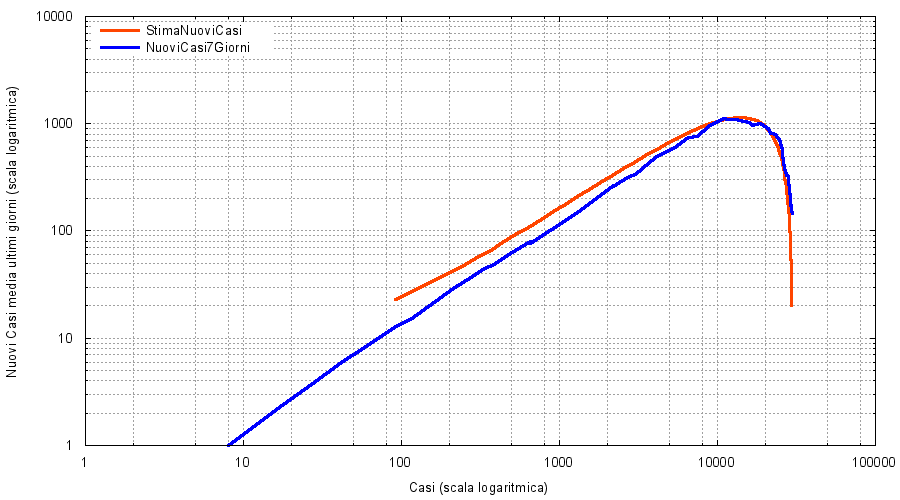 10000
StimaNuoviCasi
NuoviCasi7Giorni
1000
100
10
1
Nuovi Casi media ultimi giorni (scala logaritmica)
1 10 100 1000 10000 100000
Casi (scala logaritmica)